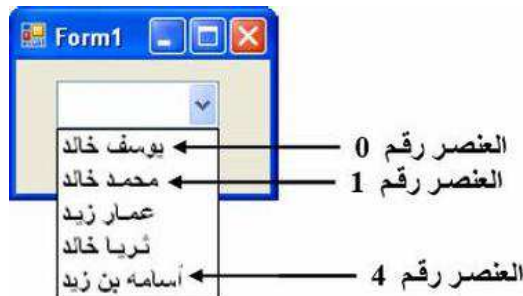 Form1
يوسف خالد
العنصر رقم 0
محمد خالد
العنصر رقم 1
عمار زيد
ثريا خالد
أسامه بن زيد
العنصر رقم 4